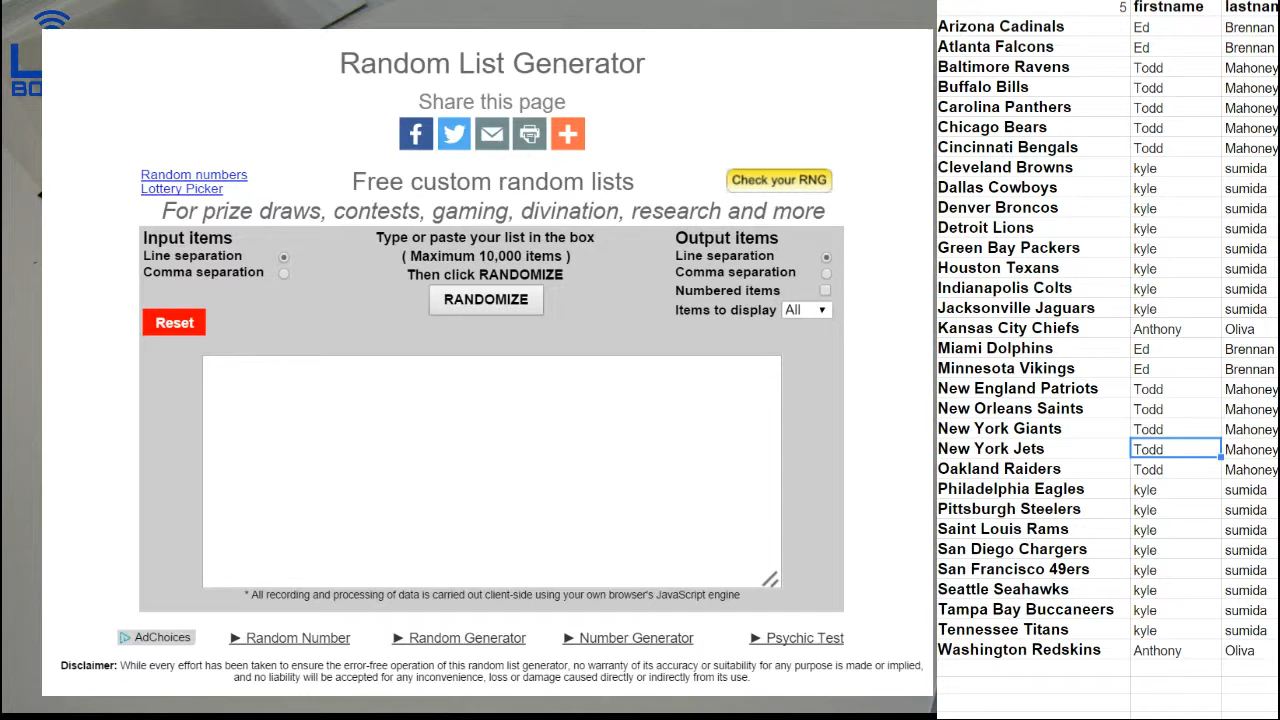 Random List Generator
Share this page
Random numbers
Lottery Picker
Free custom random lists
Check your RNG
For prize draws, contests, gaming, divination, research and more
Input items
Line separation
Comma separation
Reset
Type or paste your list in the box
( Maximum 10,000 items )
Then click RANDOMIZE
RANDOMIZE
Output items
Line separation
Comma separation
Numbered items
Items to display All
* All recording and processing of data is carried out client-side using your own browser's JavaScript engine
AdChoices
► Random Number
► Random Generator
► Number Generator
► Psychic Test
Disclaimer: While every effort has been taken to ensure the error-free operation of this random list generator, no warranty of its accuracy or suitability for any purpose is made or implied,
and no liability will be accepted for any inconvenience, loss or damage caused directly or indirectly from its use.
5 firstname lastnan
Arizona Cadinals Ed Brennan
Atlanta Falcons Ed Brennan
Baltimore Ravens Todd Mahoney
Buffalo Bills Todd Mahoney
Carolina Panthers Todd Mahoney
Chicago Bears Todd Mahoney
Cincinnati Bengals Todd Mahoney
Cleveland Browns kyle sumida
Dallas Cowboys kyle sumida
Denver Broncos kyle sumida
Detroit Lions kyle sumida
Green Bay Packers kyle sumida
Houston Texans kyle sumida
Indianapolis Colts kyle sumida
Jacksonville Jaguars kyle sumida
Kansas City Chiefs Anthony Oliva
Miami Dolphins Ed Brennan
Minnesota Vikings Ed Brennan
New England Patriots Todd Mahoney
New Orleans Saints Todd Mahoney
New York Giants Todd Mahoney
New York Jets Todd Mahoney
Oakland Raiders Todd Mahoney
Philadelphia Eagles kyle sumida
Pittsburgh Steelers kyle sumida
Saint Louis Rams kyle sumida
San Diego Chargers kyle sumida
San Francisco 49ers kyle sumida
Seattle Seahawks kyle sumida
Tampa Bay Buccaneers kyle sumida
Tennessee Titans kyle sumida
Washington Redskins Anthony Oliva